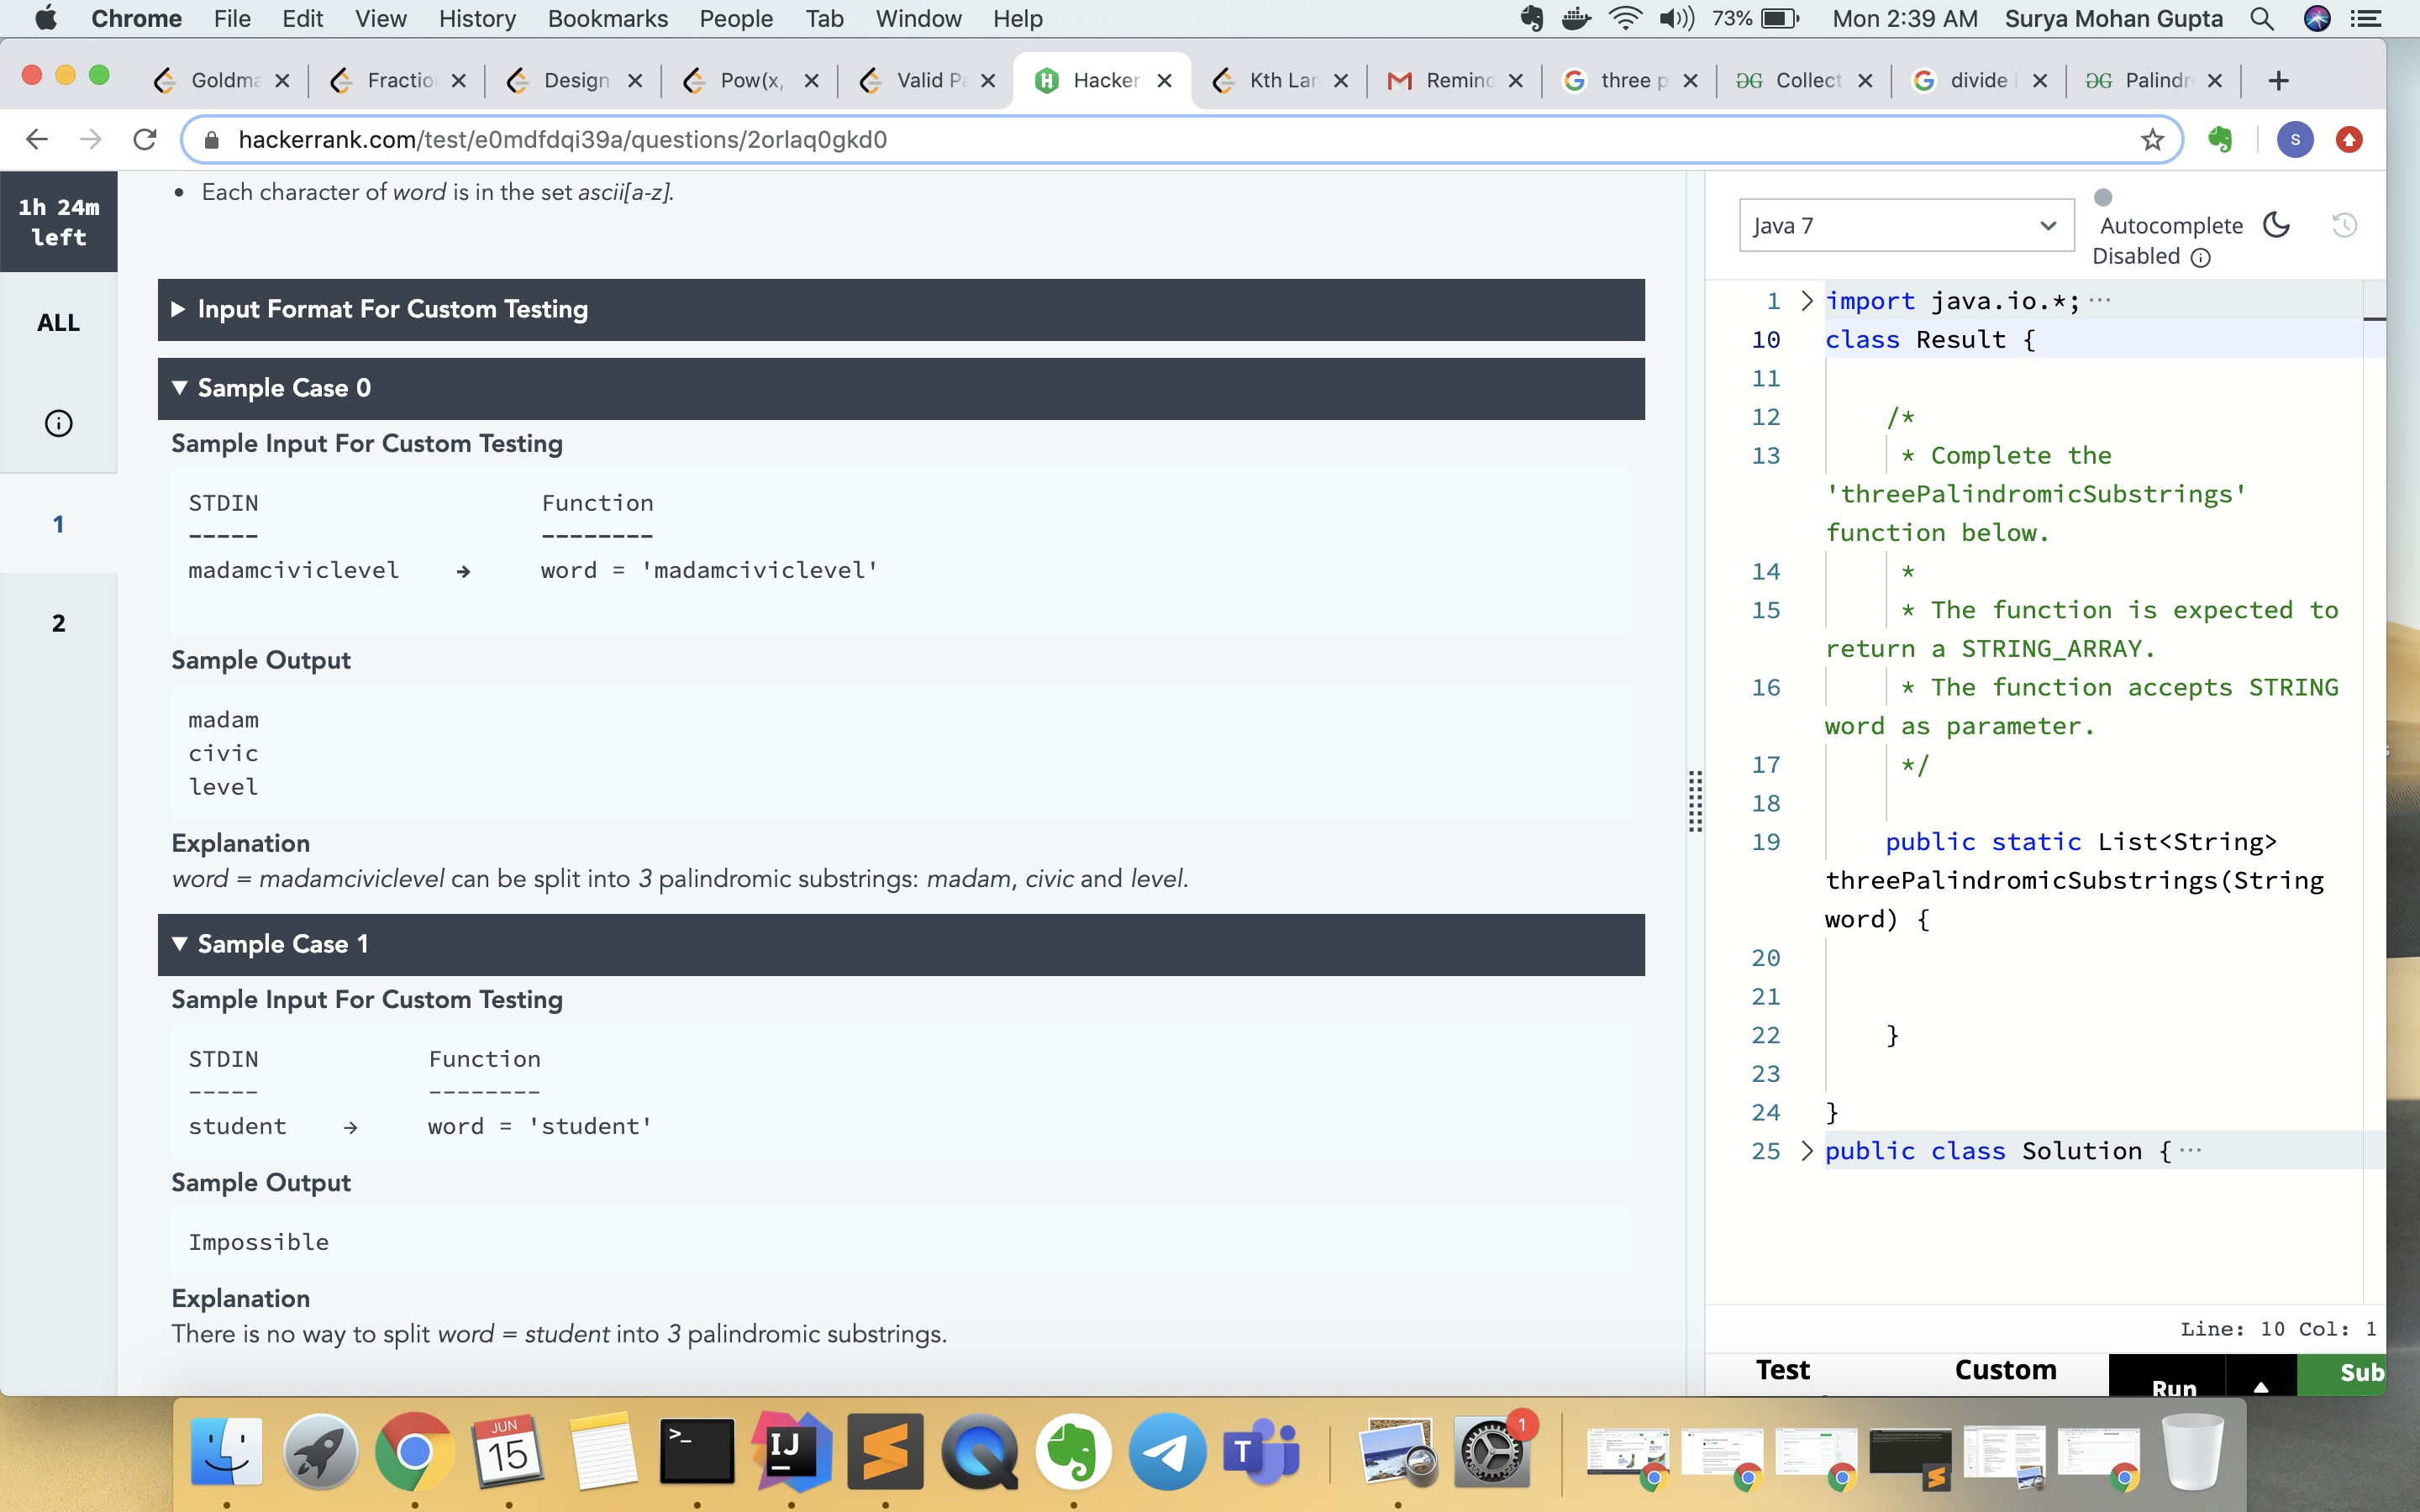 Chrome File Edit View History Bookmarks People Tab Window Help 73% Mon 2:39 AM Surya Mohan Gupta
Goldma Fractio Design Pow(x, Valid Pa Hacker Kth Lar Remind three p Collect divide i Palindr
hackerrank.com/test/e0mdfdqi39a/questions/2orlaq0gkd0 S
1h 24m
left
ALL
1
2
• Each character of word is in the set ascii[a-z].
Input Format For Custom Testing
Sample Case 0
Sample Input For Custom Testing
STDIN Function
----- --------
madamciviclevel → word = 'madamciviclevel'
Sample Output
madam
civic
level
Explanation
word = madamciviclevel can be split into 3 palindromic substrings: madam, civic and level.
Sample Case 1
Sample Input For Custom Testing
STDIN Function
----- --------
student → word = 'student'
Sample Output
Impossible
Explanation
There is no way to split word = student into 3 palindromic substrings.
Java 7
Autocomplete
Disabled
1 import java.io.*;···
10 class Result {
11
12 /*
13 * Complete the
'threePalindromicSubstrings'
function below.
14 *
15 * The function is expected to
return a STRING_ARRAY.
16 * The function accepts STRING
word as parameter.
17 */
18
19 public static List<String>
threePalindromicSubstrings(String
word) {
20
21
22 }
23
24 }
25 public class Solution {···
Line: 10 Col: 1
Test Custom Run Sub
JUN
15
>_
IJ
T
1